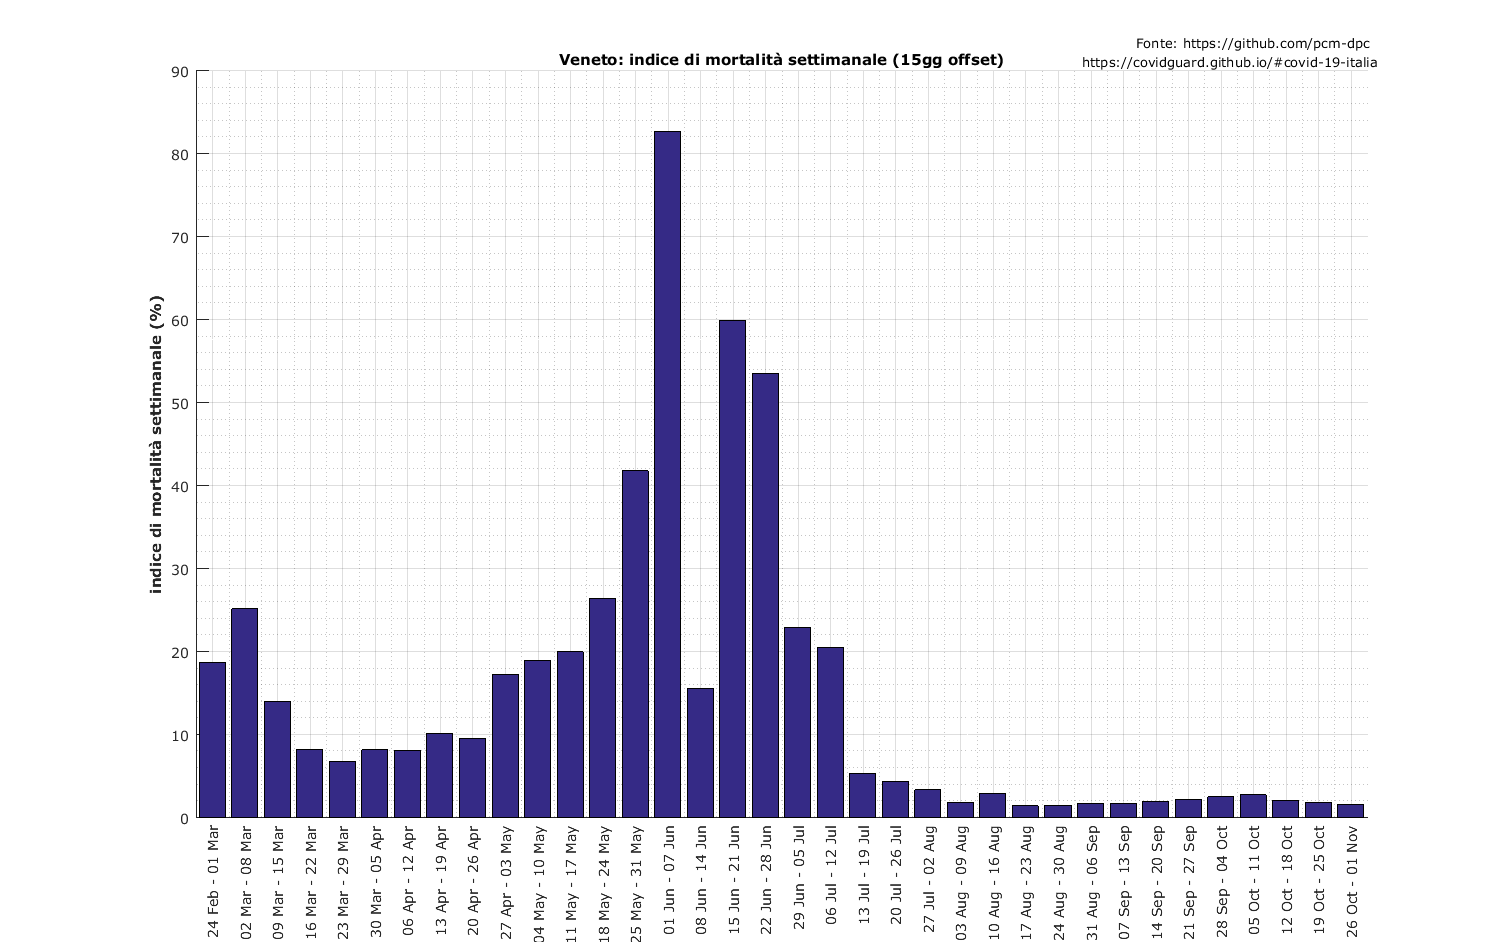 Fonte: https://github.com/pcm-dpc
https://covidguard.github.io/#covid-19-italia
Veneto: indice di mortalità settimanale (15gg offset)
indice di mortalità settimanale (%)
90
80
70
60
50
40
30
20
10
0
24 Feb - 01 Mar
02 Mar - 08 Mar
09 Mar - 15 Mar
16 Mar - 22 Mar
23 Mar - 29 Mar
30 Mar - 05 Apr
06 Apr - 12 Apr
13 Apr - 19 Apr
20 Apr - 26 Apr
27 Apr - 03 May
04 May - 10 May
11 May - 17 May
18 May - 24 May
25 May - 31 May
01 Jun - 07 Jun
08 Jun - 14 Jun
15 Jun - 21 Jun
22 Jun - 28 Jun
29 Jun - 05 Jul
06 Jul - 12 Jul
13 Jul - 19 Jul
20 Jul - 26 Jul
27 Jul - 02 Aug
03 Aug - 09 Aug
10 Aug - 16 Aug
17 Aug - 23 Aug
24 Aug - 30 Aug
31 Aug - 06 Sep
07 Sep - 13 Sep
14 Sep - 20 Sep
21 Sep - 27 Sep
28 Sep - 04 Oct
05 Oct - 11 Oct
12 Oct - 18 Oct
19 Oct - 25 Oct
26 Oct - 01 Nov